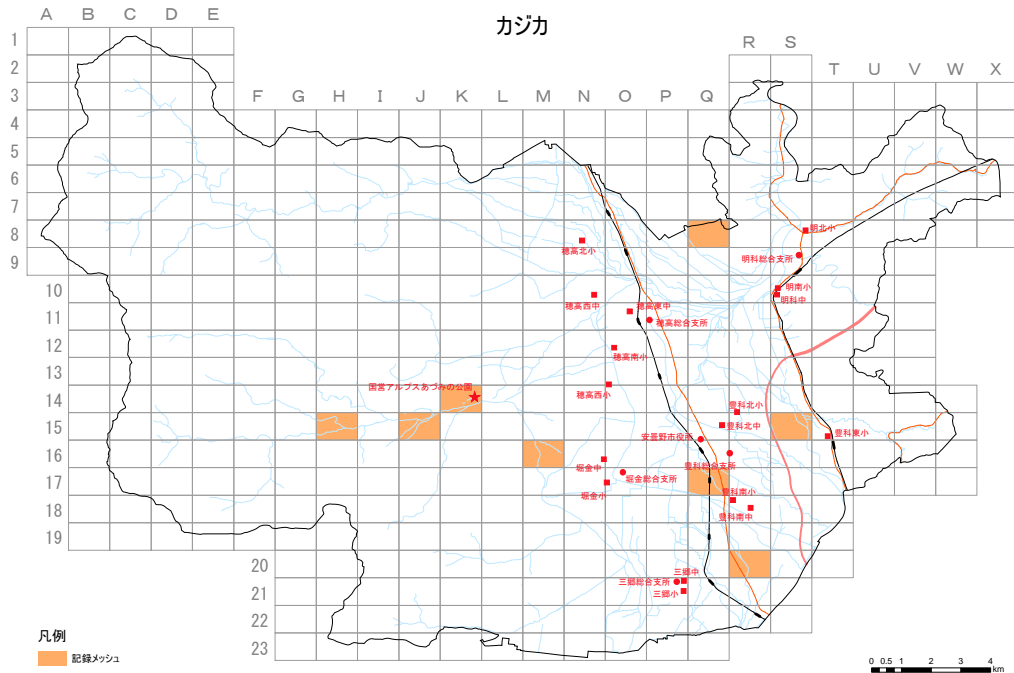 カジカ
A B C D E
R S
T U V W X
F G H I J K L M N O P Q
1
2
3
4
5
6
7
8
9
10
11
12
13
14
15
16
17
18
19
20
21
22
23
明北小
穂高北小
明科総合支所
明南小
明科中
穂高西中
穂高東中
穂高総合支所
穂高南小
国営アルプスあづみの公園
穂高西小
豊科北小
豊科北中
安曇野市役所
豊科東小
堀金中
豊科総合支所
堀金総合支所
堀金小
豊科南小
豊科南中
三郷中
三郷総合支所
三郷小
凡例
記録メッシュ
0 0.5 1 2 3 4
km